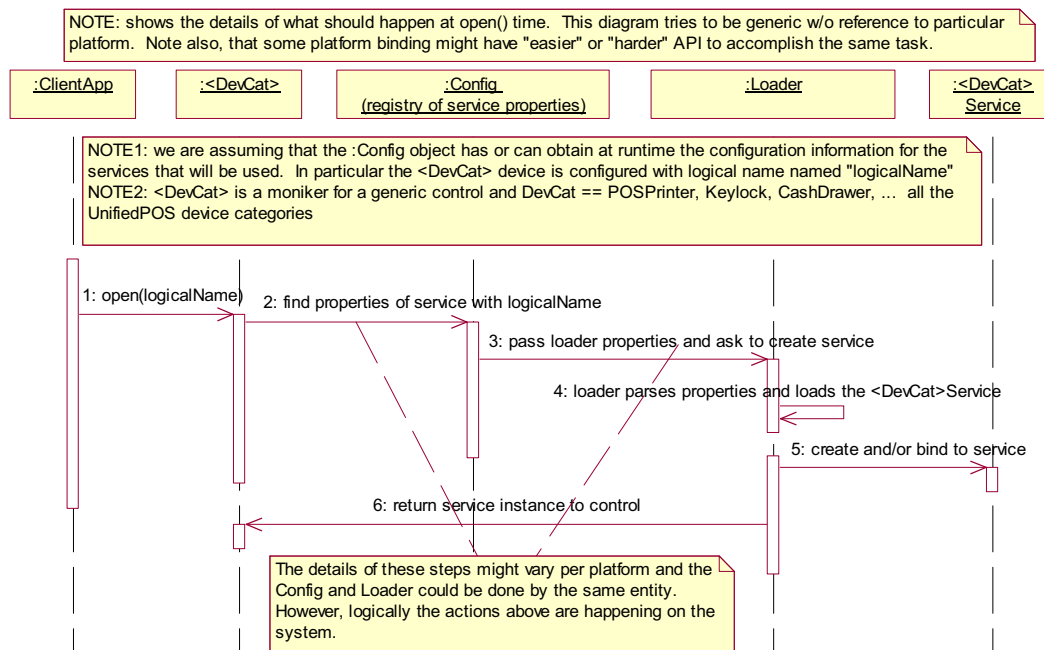 NOTE: shows the details of what should happen at open() time.  This diagram tries to be generic w/o reference to particular
platform.  Note also, that some platform binding might have "easier" or "harder" API to accomplish the same task.
:ClientApp
:<DevCat>
:Config
(registry of service properties)
:Loader
:<DevCat>
Service
NOTE1: we are assuming that the :Config object has or can obtain at runtime the configuration information for the
services that will be used.  In particular the <DevCat> device is configured with logical name named "logicalName"
NOTE2: <DevCat> is a moniker for a generic control and DevCat == POSPrinter, Keylock, CashDrawer, ...  all the
UnifiedPOS device categories
1: open(logicalName)
2: find properties of service with logicalName
3: pass loader properties and ask to create service
4: loader parses properties and loads the <DevCat>Service
5: create and/or bind to service
6: return service instance to control
The details of these steps might vary per platform and the
Config and Loader could be done by the same entity.
However, logically the actions above are happening on the
system.